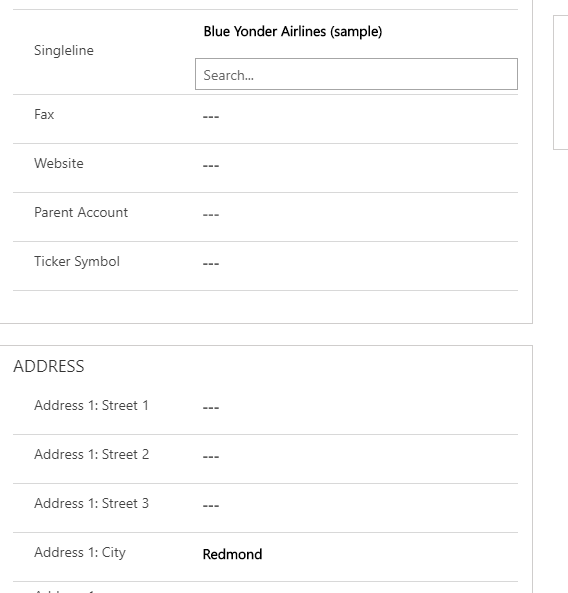 Blue Yonder Airlines (sample)
Singleline
Search...
Fax ---
Website ---
Parent Account ---
Ticker Symbol ---
ADDRESS
Address 1: Street 1 ---
Address 1: Street 2 ---
Address 1: Street 3 ---
Address 1: City Redmond